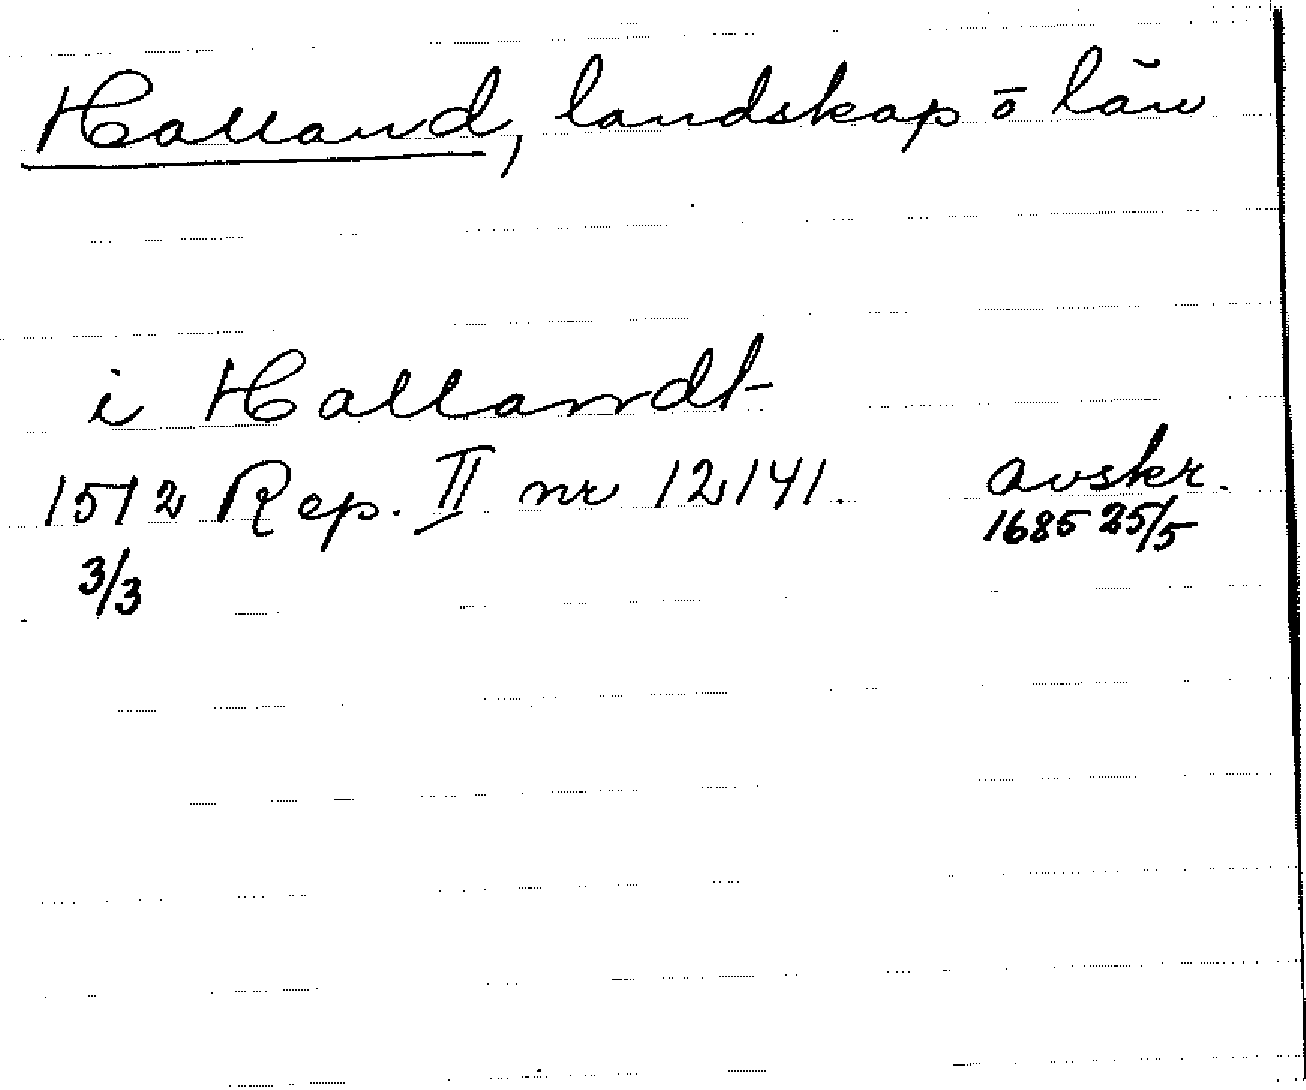 Halland, landskap o län
i Hallandt
1512 Rep. II nr 12141. avskr.
3/3 1685 25/5